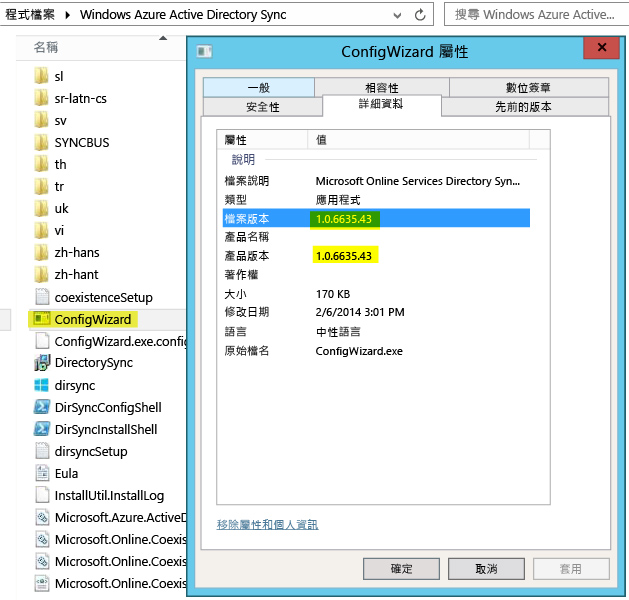 程式檔案 ▸ Windows Azure Active Directory Sync
搜尋 Windows Azure Active...
名稱
sl
sr-latn-cs
sv
SYNCBUS
th
tr
uk
vi
zh-hans
zh-hant
coexistenceSetup
ConfigWizard
ConfigWizard.exe.config
DirectorySync
dirsync
DirSyncConfigShell
DirSyncInstallShell
dirsyncSetup
Eula
InstallUtil.InstallLog
Microsoft.Azure.ActiveD
Microsoft.Online.Coexis
Microsoft.Online.Coexis
Microsoft.Online.Coexis
ConfigWizard 屬性
一般 相容性 數位簽章
安全性 詳細資料 先前的版本
屬性 值
說明
檔案說明 Microsoft Online Services Directory Syn...
類型 應用程式
檔案版本 1.0.6635.43
產品名稱
產品版本 1.0.6635.43
著作權
大小 170 KB
修改日期 2/6/2014 3:01 PM
語言 中性語言
原始檔名 ConfigWizard.exe
移除屬性和個人資訊
確定 取消 套用